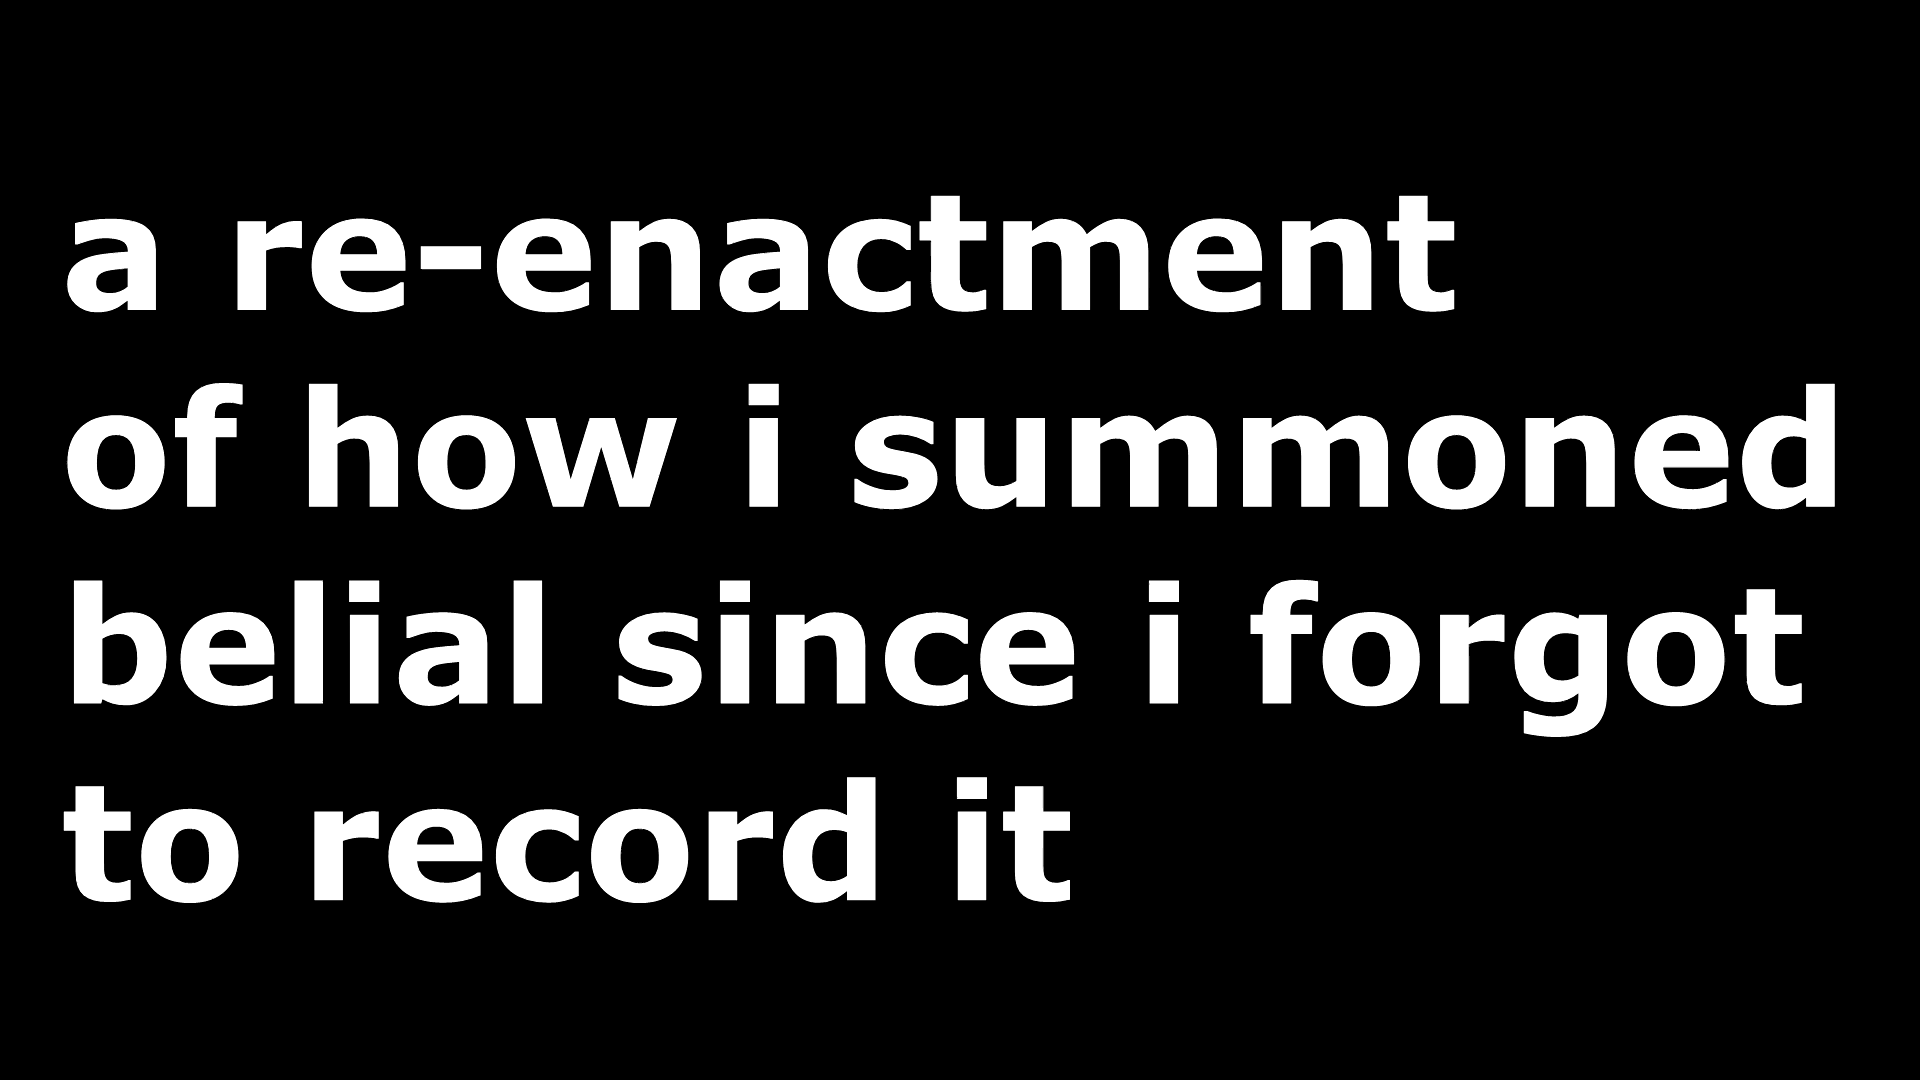 a re-enactment
of how i summoned
belial since i forgot
to record it